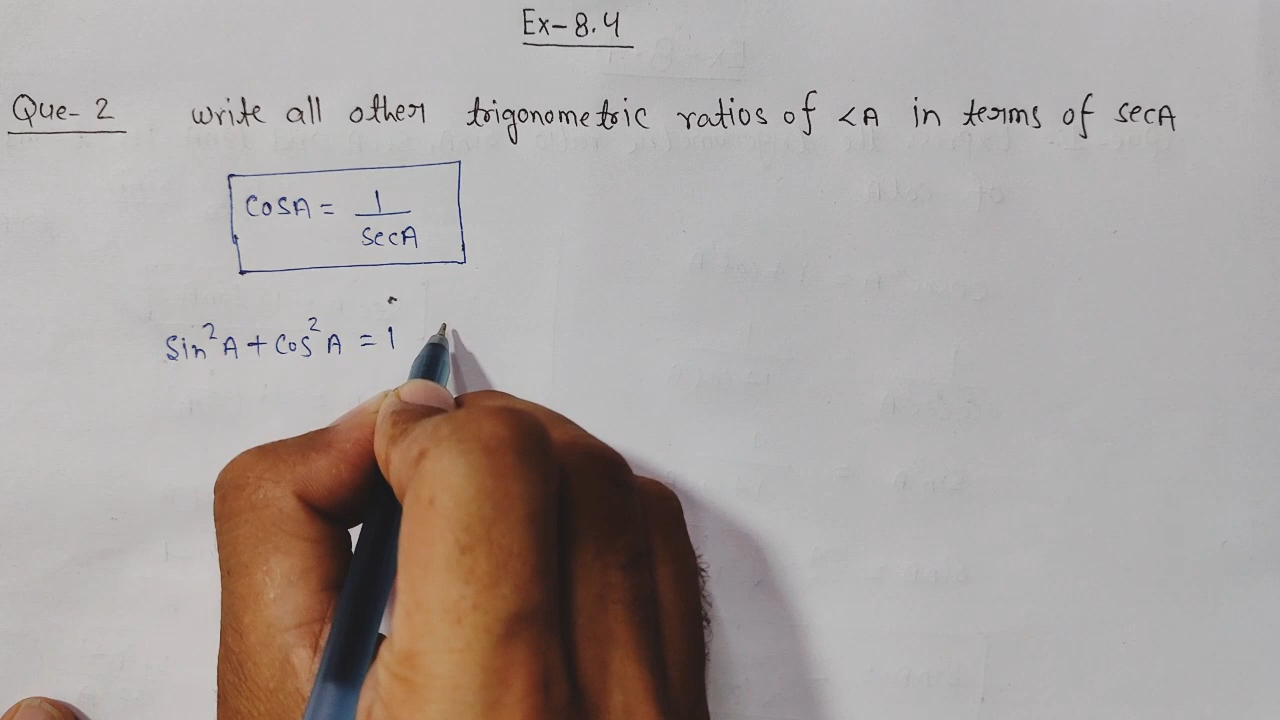 Ex-8.4
Que-2 write all other trigonometric ratios of <A in terms of secA
cosA = 1/secA
Sin²A + Cos²A = 1